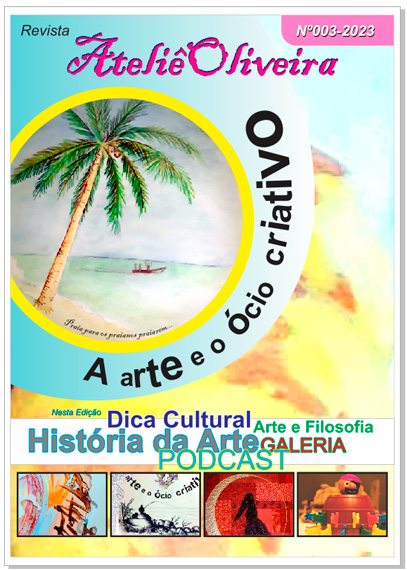 Revista
Nº003-2023
AteliêOliveira
A arte e o Ócio criativo
Praia para os praianos praiarem...
Nesta Edição
Dica Cultural
Arte e Filosofia
História da Arte
GALERIA
PODCAST
arte e o Ócio criativ